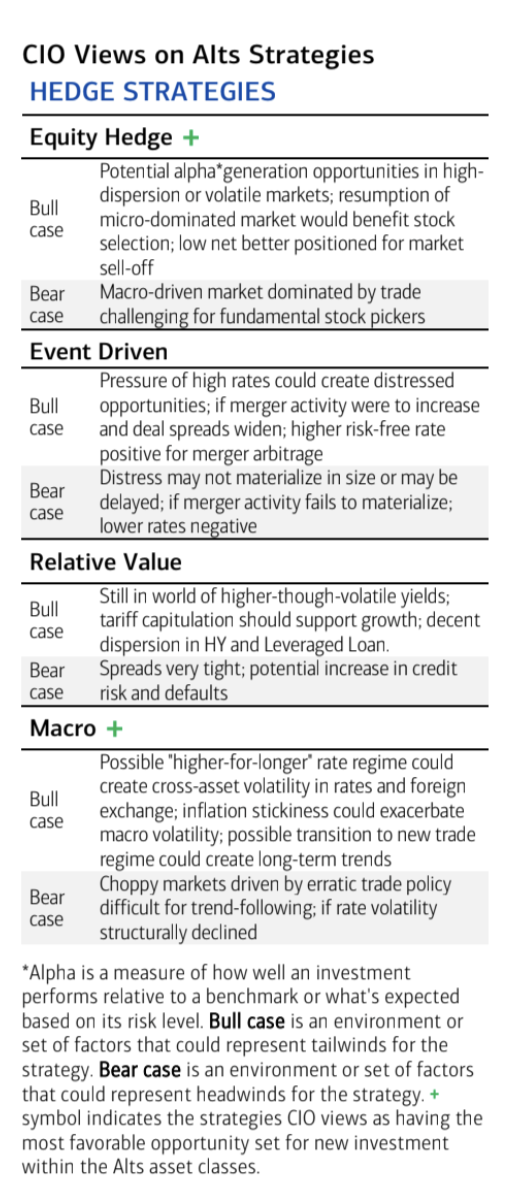 CIO Views on Alts Strategies
HEDGE STRATEGIES
Equity Hedge +
Bull case
Potential alpha*generation opportunities in high-
dispersion or volatile markets; resumption of
micro-dominated market would benefit stock
selection; low net better positioned for market
sell-off
Bear case
Macro-driven market dominated by trade
challenging for fundamental stock pickers
Event Driven
Bull case
Pressure of high rates could create distressed
opportunities; if merger activity were to increase
and deal spreads widen; higher risk-free rate
positive for merger arbitrage
Bear case
Distress may not materialize in size or may be
delayed; if merger activity fails to materialize;
lower rates negative
Relative Value
Bull case
Still in world of higher-though-volatile yields;
tariff capitulation should support growth; decent
dispersion in HY and Leveraged Loan.
Bear case
Spreads very tight; potential increase in credit
risk and defaults
Macro +
Bull case
Possible "higher-for-longer" rate regime could
create cross-asset volatility in rates and foreign
exchange; inflation stickiness could exacerbate
macro volatility; possible transition to new trade
regime could create long-term trends
Bear case
Choppy markets driven by erratic trade policy
difficult for trend-following; if rate volatility
structurally declined
*Alpha is a measure of how well an investment
performs relative to a benchmark or what's expected
based on its risk level. Bull case is an environment or
set of factors that could represent tailwinds for the
strategy. Bear case is an environment or set of factors
that could represent headwinds for the strategy. +
symbol indicates the strategies CIO views as having the
most favorable opportunity set for new investment
within the Alts asset classes.